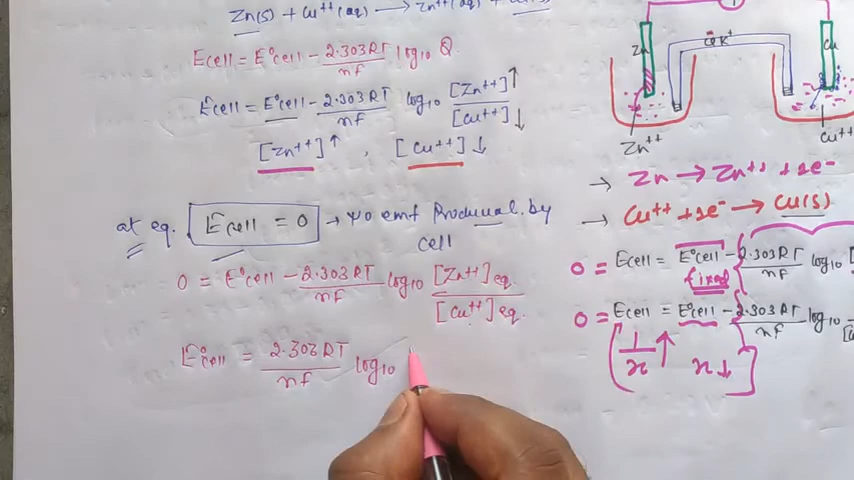 Zn(s) + Cu++(aq) → Zn++(aq) +
Ecell = E°cell - 2.303RT/nf log10 Q.
Ecell = E°cell - 2.303RT/nf log10 [Zn++]↑/[Cu++]↓
[Zn++]↑ , [Cu++]↓
at eq. Ecell = 0 → no emf Produced by
cell
0 = E°cell - 2.303RT/nf log10 [Zn++]eq./[Cu++]eq.
E°cell = 2.303RT/nf log10
Zn
Cu
Zn++
Cu++
→ Zn → Zn++ + 2e-
→ Cu++ + 2e- → Cu(s)
0 = Ecell = E°cell - 2.303RT/nf log10
fixed
0 = Ecell = E°cell - 2.303RT/nf log10
1/x ↑ x↓